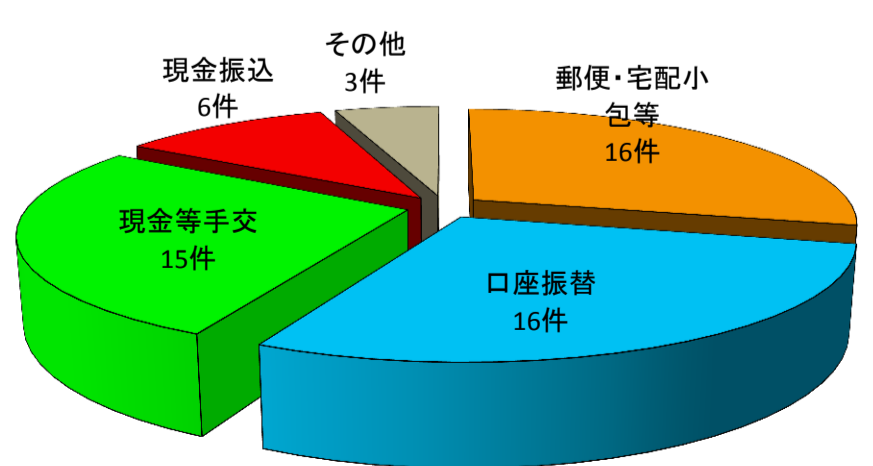 その他
3件
現金振込
6件
郵便・宅配小
包等
16件
現金等手交
15件
口座振替
16件